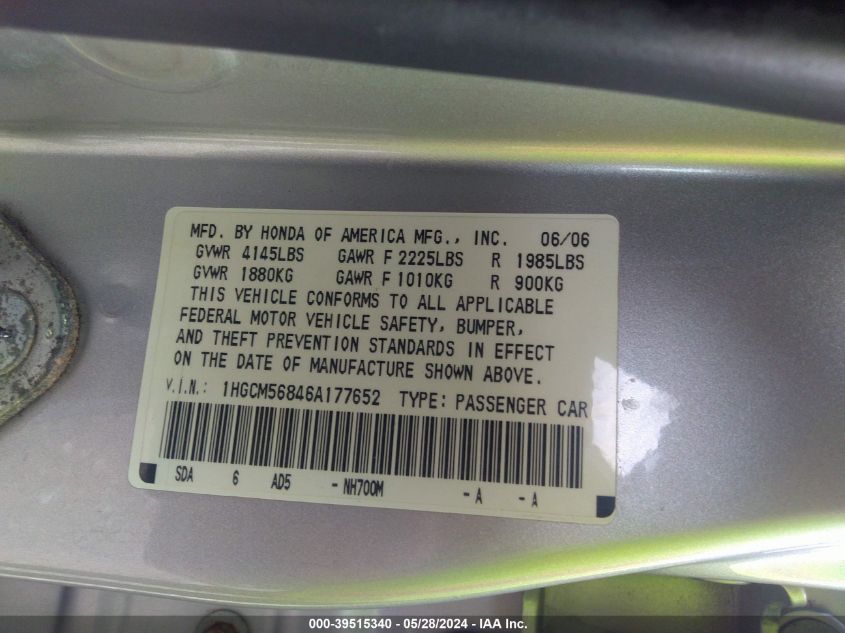 MFD. BY HONDA OF AMERICA MFG., INC. 06/06
GVWR 4145LBS GAWR F 2225LBS R 1985LBS
GVWR 1880KG GAWR F 1010KG R 900KG
THIS VEHICLE CONFORMS TO ALL APPLICABLE
FEDERAL MOTOR VEHICLE SAFETY, BUMPER,
AND THEFT PREVENTION STANDARDS IN EFFECT
ON THE DATE OF MANUFACTURE SHOWN ABOVE.
V.I.N.: 1HGCM56846A177652 TYPE: PASSENGER CAR
SDA 6 AD5 - NH700M - A - A
000-39515340 / 05/28/2024 - IAA Inc.